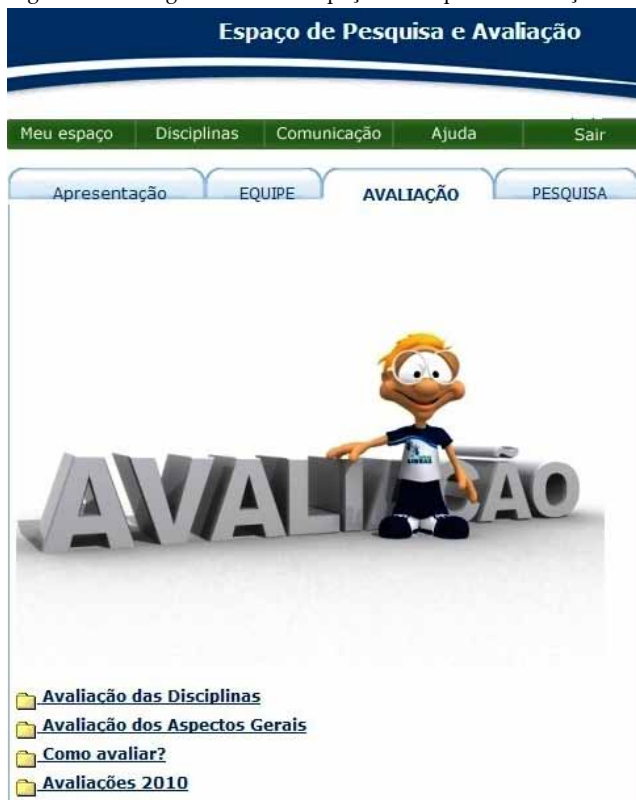 Espaço de Pesquisa e Avaliação
Meu espaço Disciplinas Comunicação Ajuda Sair
Apresentação EQUIPE AVALIAÇÃO PESQUISA
AVALIAÇÃO
Avaliação das Disciplinas
Avaliação dos Aspectos Gerais
Como avaliar?
Avaliações 2010